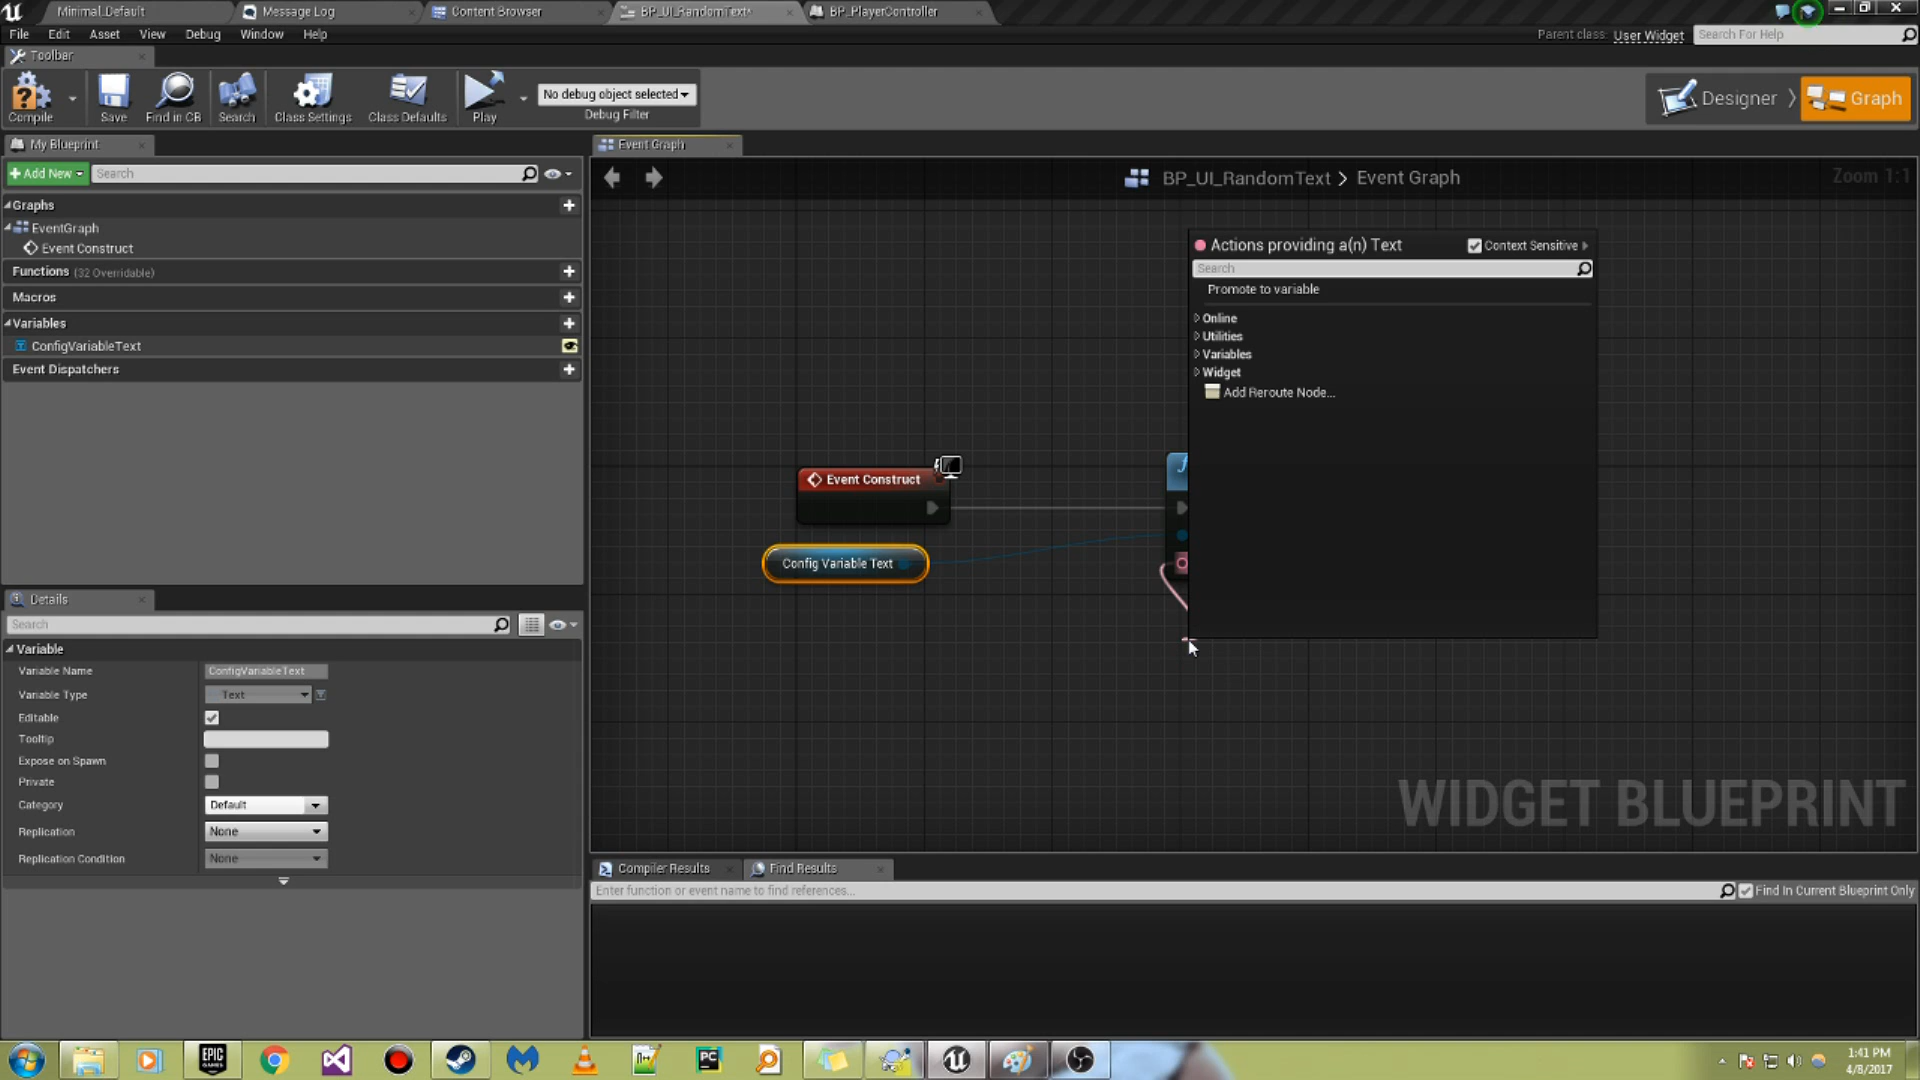 Minimal_Default
Message Log
Content Browser
BP_UI_RandomText*
BP_PlayerController
File Edit Asset View Debug Window Help
Parent class: User Widget
Search For Help
Toolbar
Compile
Save
Find in CB
Search
Class Settings
Class Defaults
Play
No debug object selected
Debug Filter
Designer
Graph
My Blueprint
Event Graph
+ Add New
Search
BP_UI_RandomText > Event Graph
Zoom 1:1
Graphs
EventGraph
Event Construct
Functions (32 Overridable)
Macros
Variables
ConfigVariableText
Event Dispatchers
Actions providing a(n) Text
Context Sensitive
Search
Promote to variable
Online
Utilities
Variables
Widget
Add Reroute Node...
Event Construct
f
Config Variable Text
Details
Search
Variable
Variable Name ConfigVariableText
Variable Type Text
Editable
Tooltip
Expose on Spawn
Private
Category Default
Replication None
Replication Condition None
WIDGET BLUEPRINT
Compiler Results
Find Results
Enter function or event name to find references...
Find In Current Blueprint Only
EPIC GAMES
PC
1:41 PM
4/8/2017